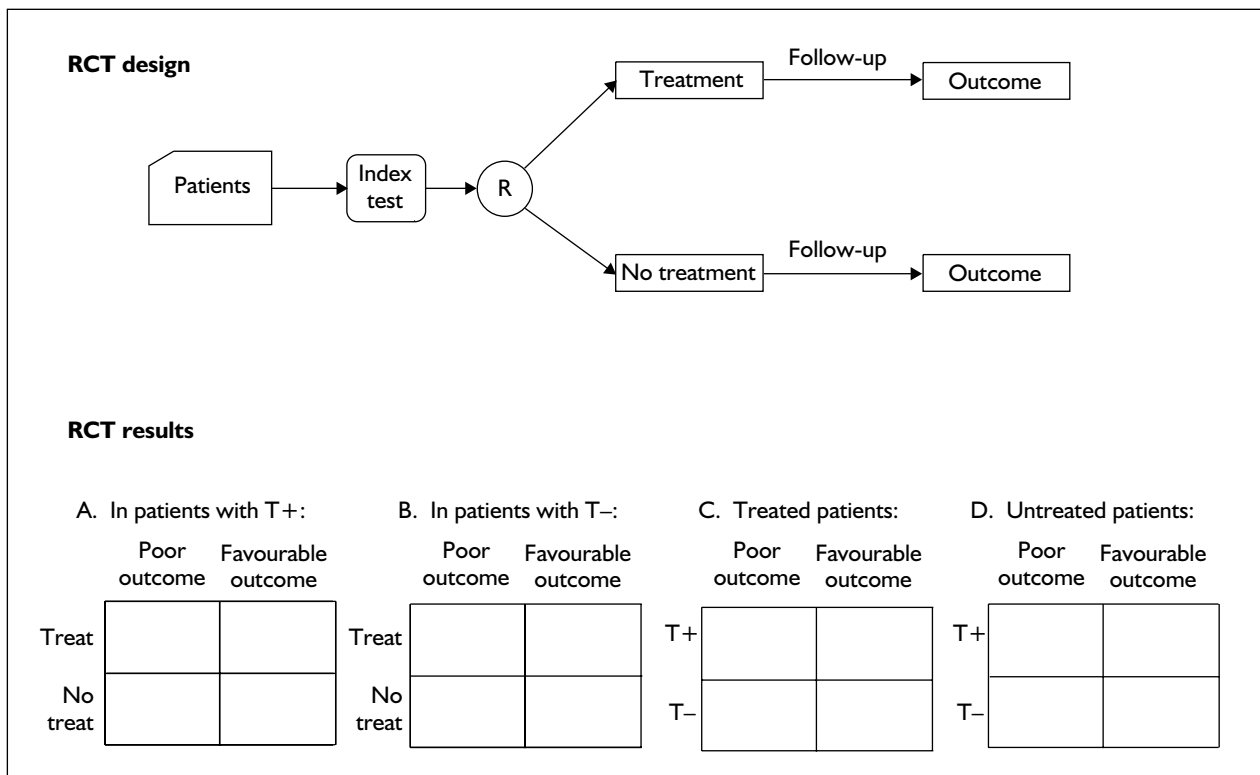 RCT design
Follow-up
Treatment
Outcome
Patients
Index
test
R
Follow-up
No treatment
Outcome
RCT results
A. In patients with T+:
Poor
outcome
Favourable
outcome
Treat
No
treat
B. In patients with T–:
Poor
outcome
Favourable
outcome
Treat
No
treat
C. Treated patients:
Poor
outcome
Favourable
outcome
T+
T–
D. Untreated patients:
Poor
outcome
Favourable
outcome
T+
T–